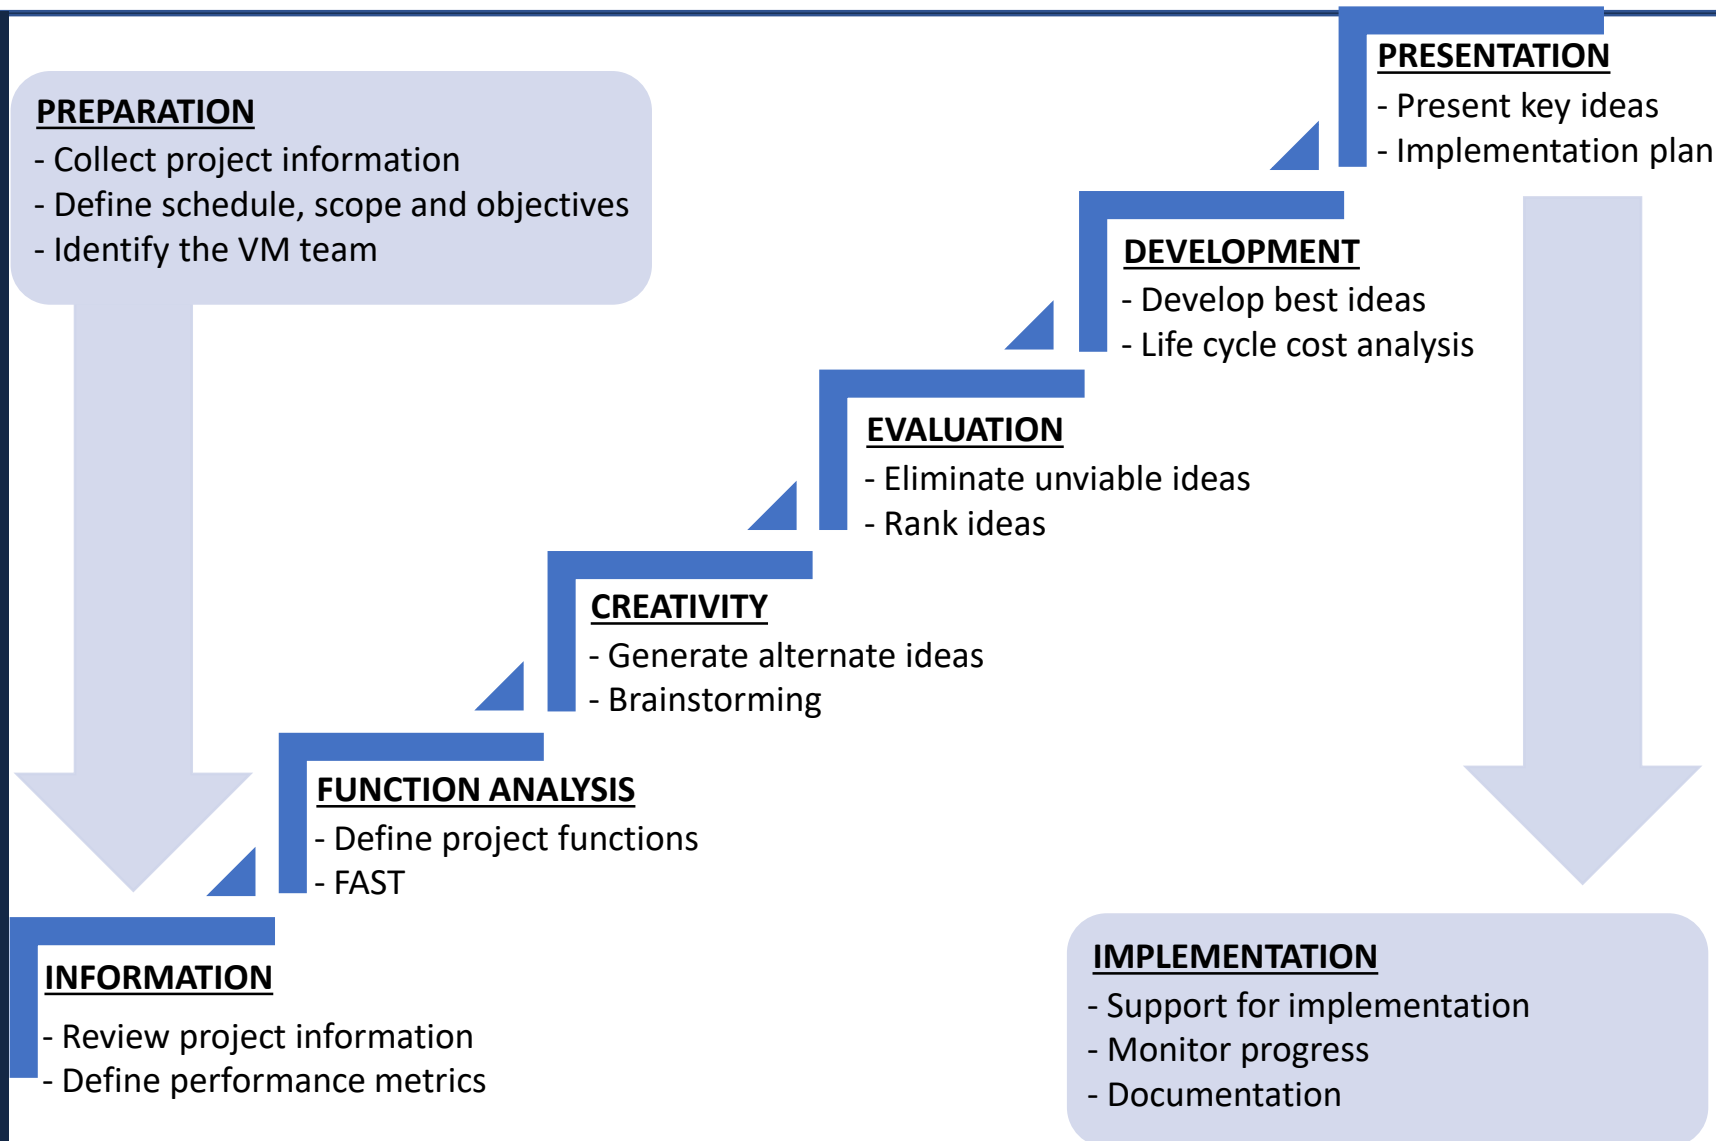 PREPARATION
- Collect project information
- Define schedule, scope and objectives
- Identify the VM team
INFORMATION
- Review project information
- Define performance metrics
FUNCTION ANALYSIS
- Define project functions
- FAST
CREATIVITY
- Generate alternate ideas
- Brainstorming
EVALUATION
- Eliminate unviable ideas
- Rank ideas
DEVELOPMENT
- Develop best ideas
- Life cycle cost analysis
PRESENTATION
- Present key ideas
- Implementation plan
IMPLEMENTATION
- Support for implementation
- Monitor progress
- Documentation